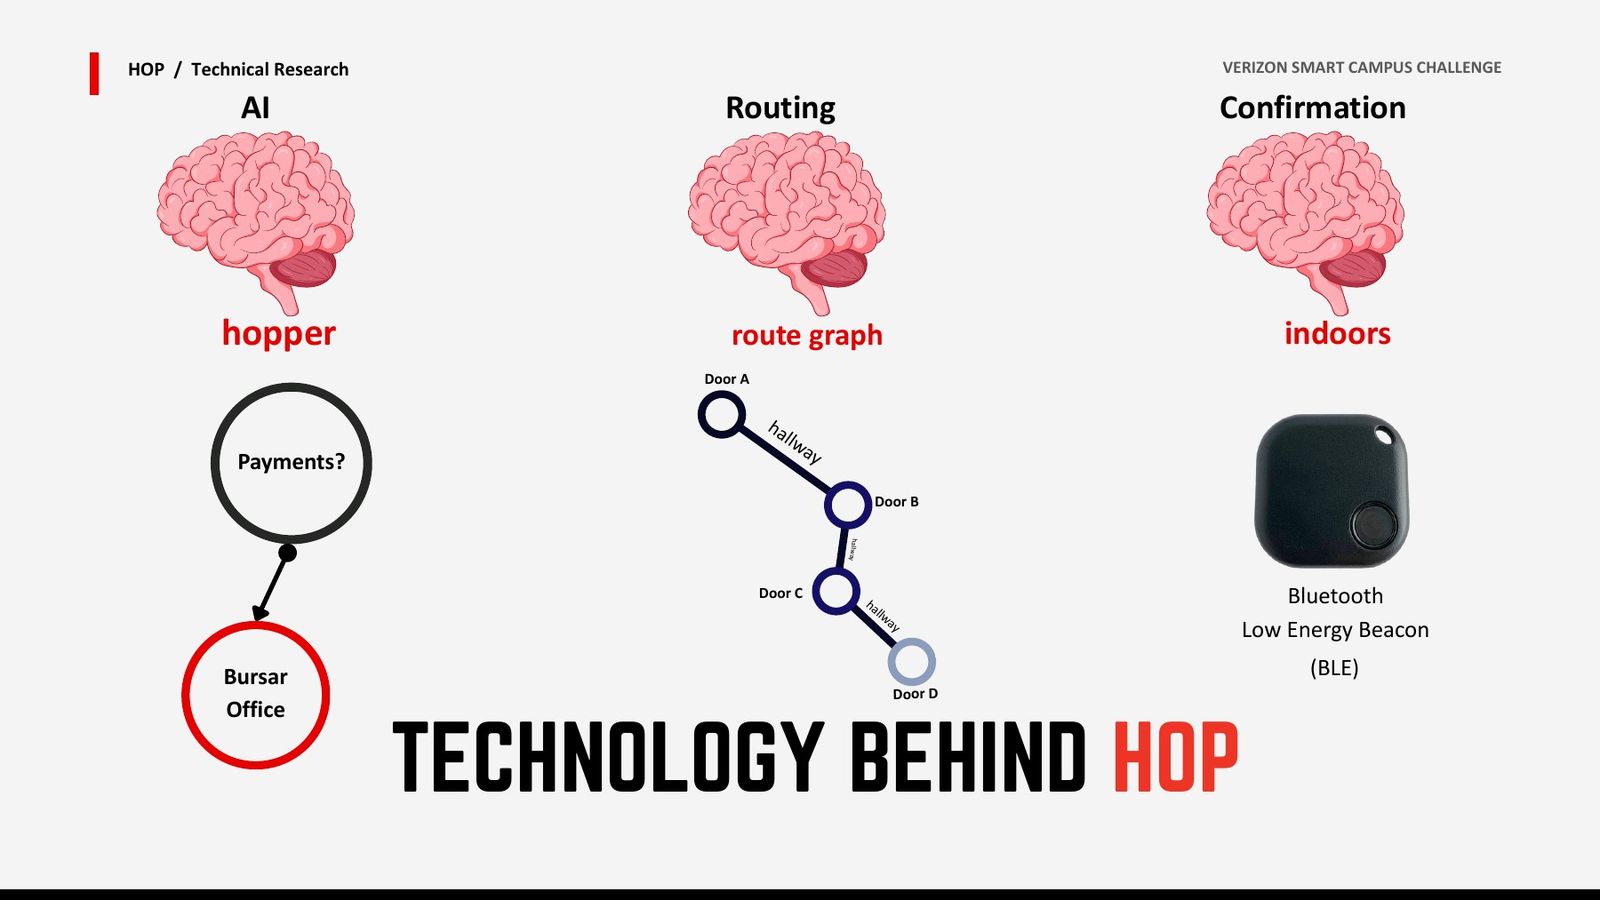 HOP / Technical Research
VERIZON SMART CAMPUS CHALLENGE
AI
Routing
Confirmation
hopper
route graph
indoors
Payments?
Bursar
Office
Door A
hallway
Door B
hallway
Door C
hallway
Door D
Bluetooth
Low Energy Beacon
(BLE)
TECHNOLOGY BEHIND HOP